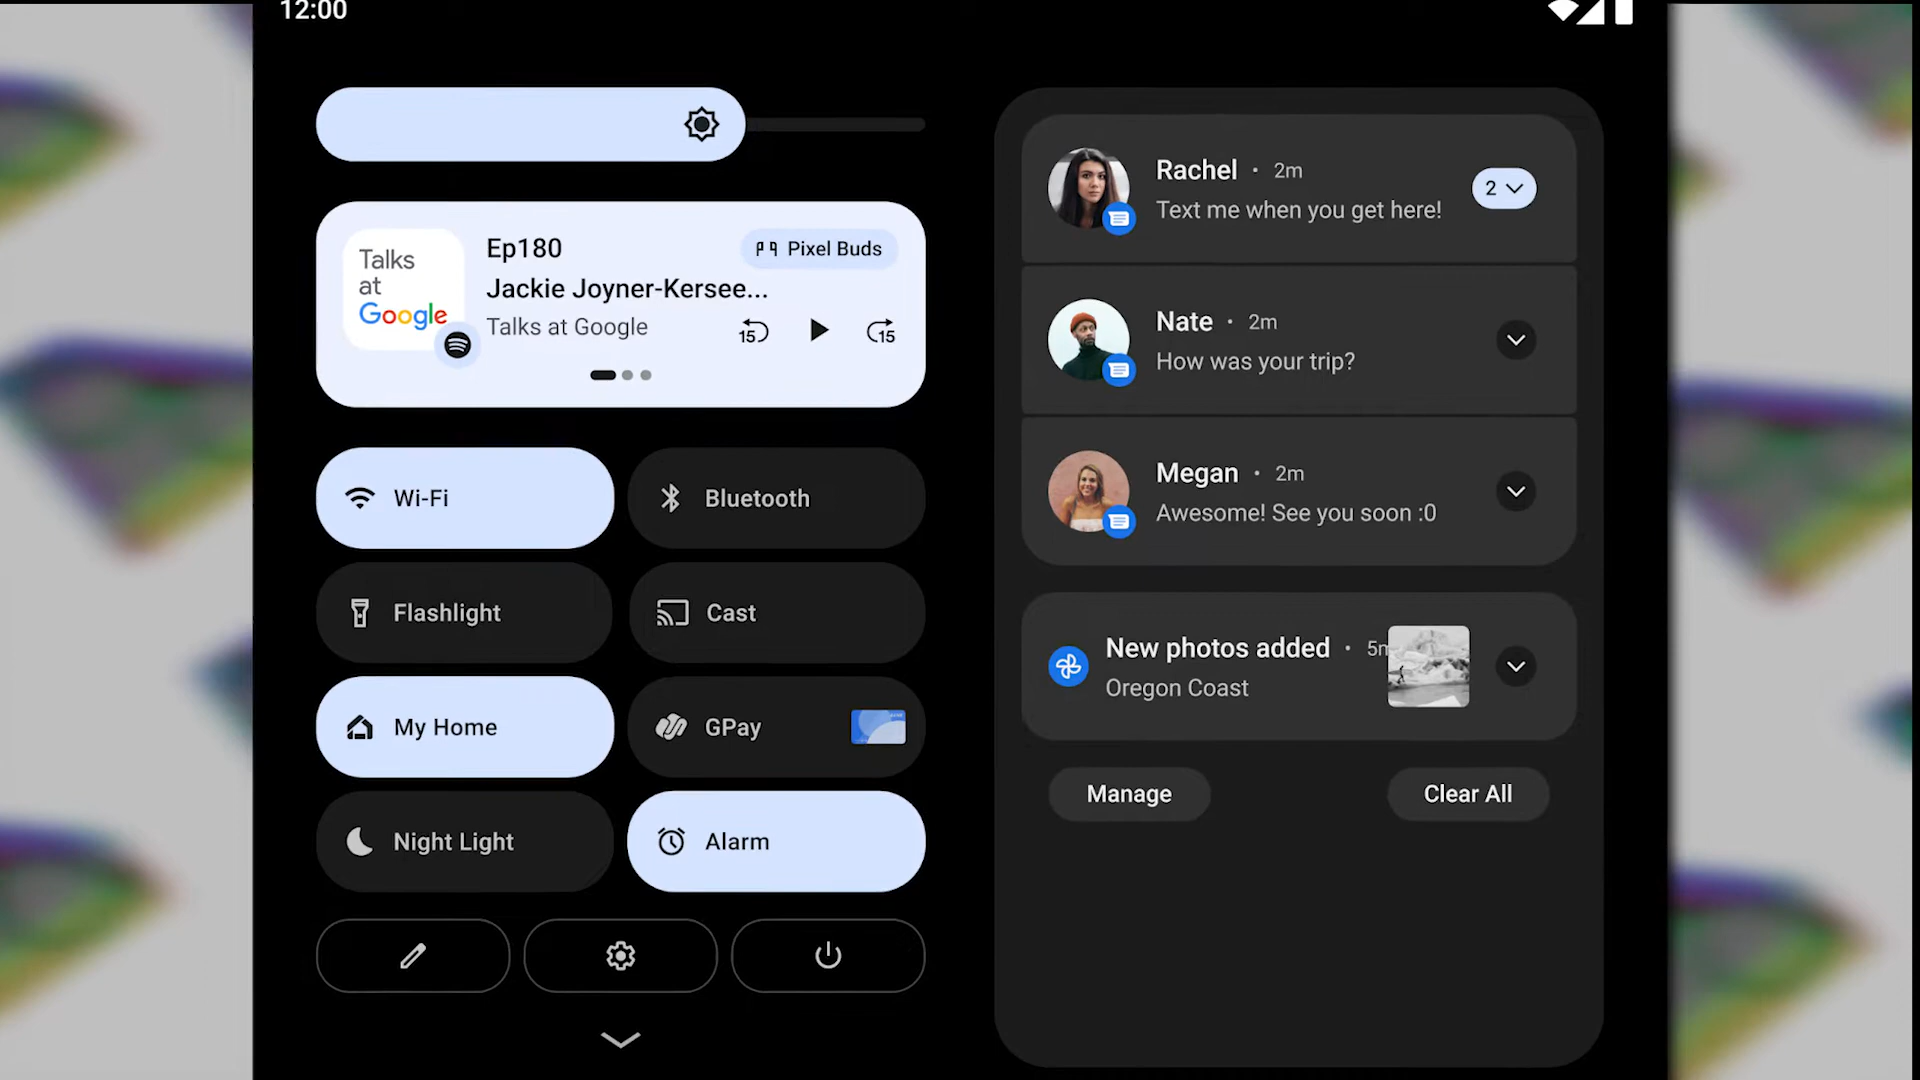 12:00
Talks
at
Google
Ep180
Jackie Joyner-Kersee...
Talks at Google
Pixel Buds
15
15
Wi-Fi
Bluetooth
Flashlight
Cast
My Home
GPay
Night Light
Alarm
Rachel · 2m
Text me when you get here!
2
Nate · 2m
How was your trip?
Megan · 2m
Awesome! See you soon :0
New photos added · 5m
Oregon Coast
Manage
Clear All